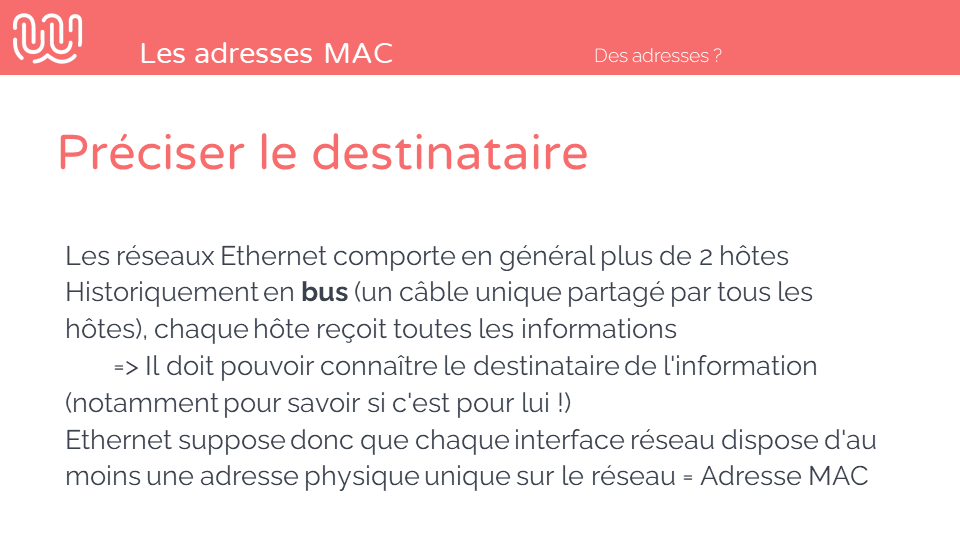 Les adresses MAC
Des adresses ?
Préciser le destinataire
Les réseaux Ethernet comporte en général plus de 2 hôtes
Historiquement en bus (un câble unique partagé par tous les
hôtes), chaque hôte reçoit toutes les informations
=> Il doit pouvoir connaître le destinataire de l'information
(notamment pour savoir si c'est pour lui !)
Ethernet suppose donc que chaque interface réseau dispose d'au
moins une adresse physique unique sur le réseau = Adresse MAC